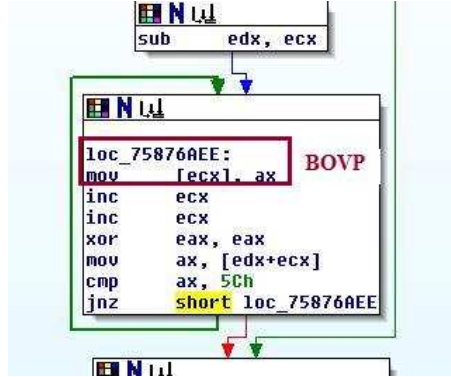 N
sub edx, ecx
N
loc_75876AEE:
mov [ecx], ax
BOVP
inc ecx
inc ecx
xor eax, eax
mov ax, [edx+ecx]
cmp ax, 5Ch
jnz short loc_75876AEE
N